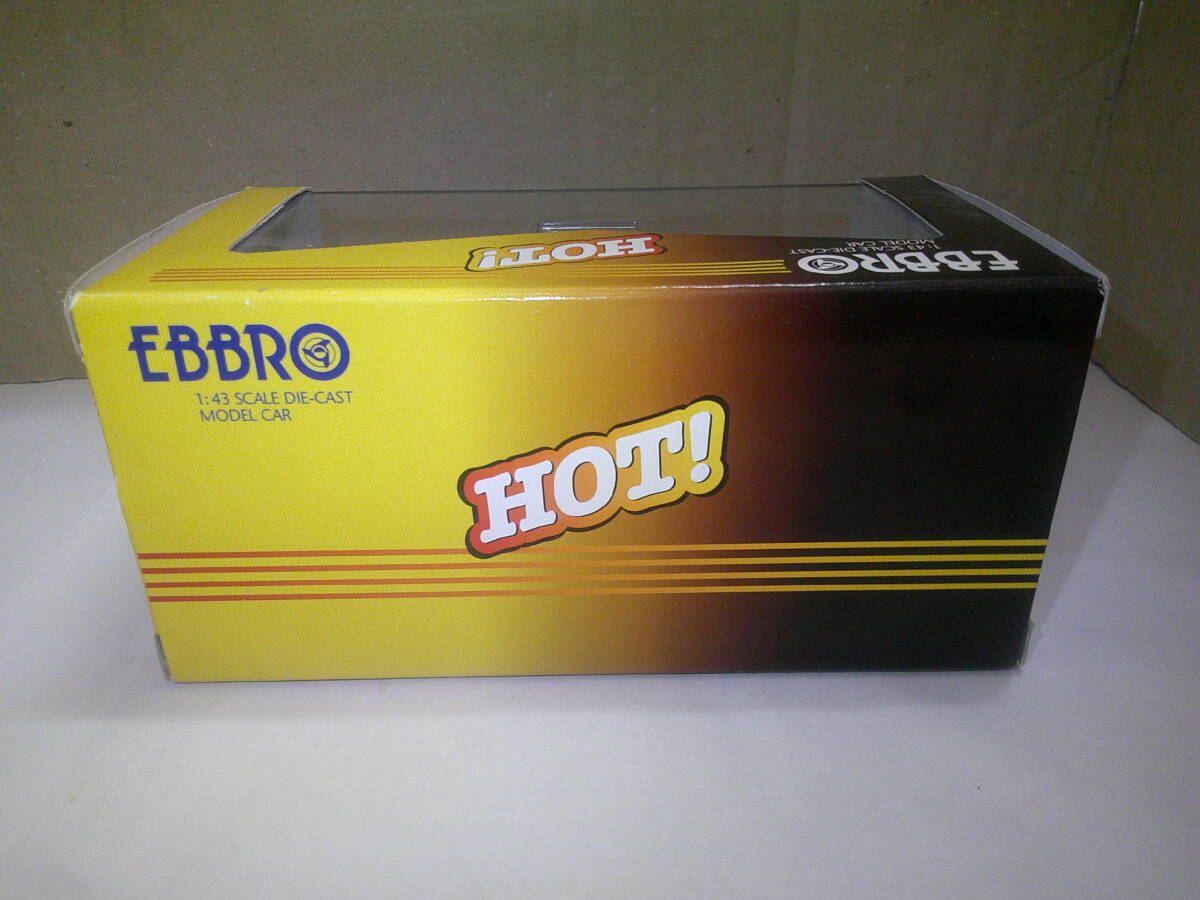 HOT!
EBBRO
1:43 SCALE DIE-CAST
MODEL CAR
EBBRO
1:43 SCALE DIE-CAST
MODEL CAR
HOT!